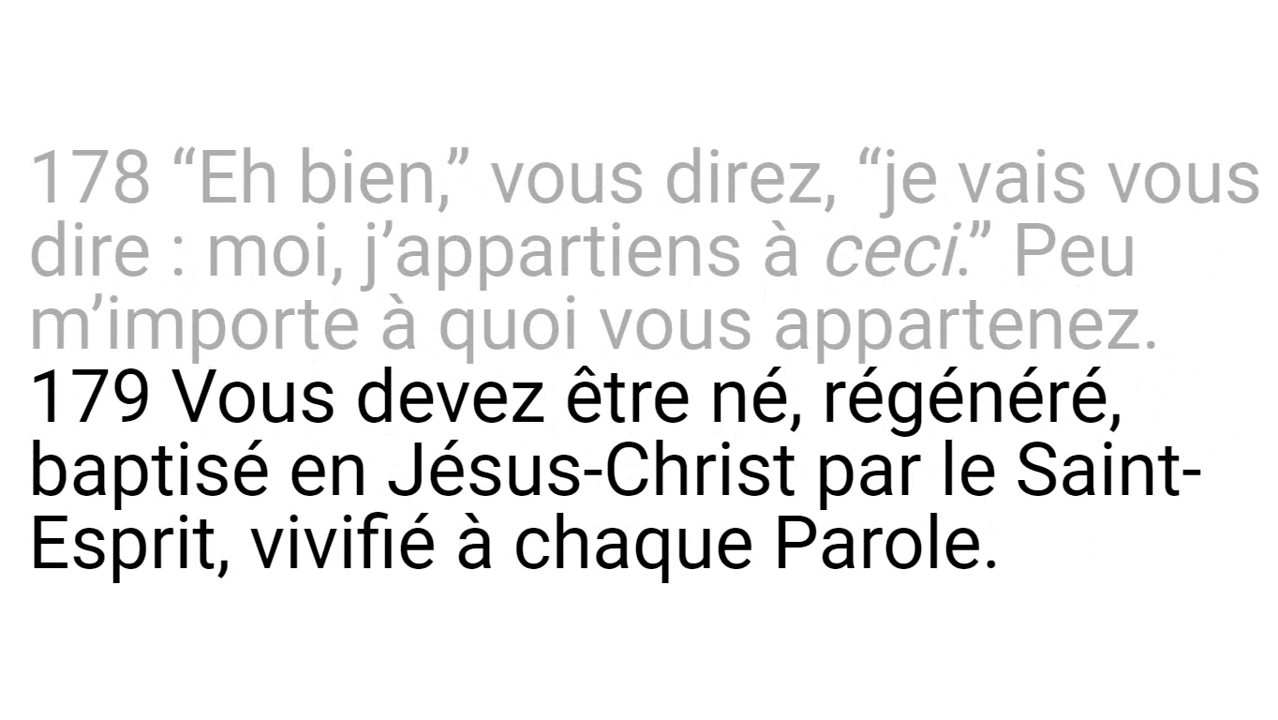 178 “Eh bien,” vous direz, “je vais vous
dire : moi, j’appartiens à ceci.” Peu
m’importe à quoi vous appartenez.
179 Vous devez être né, régénéré,
baptisé en Jésus-Christ par le Saint-
Esprit, vivifié à chaque Parole.